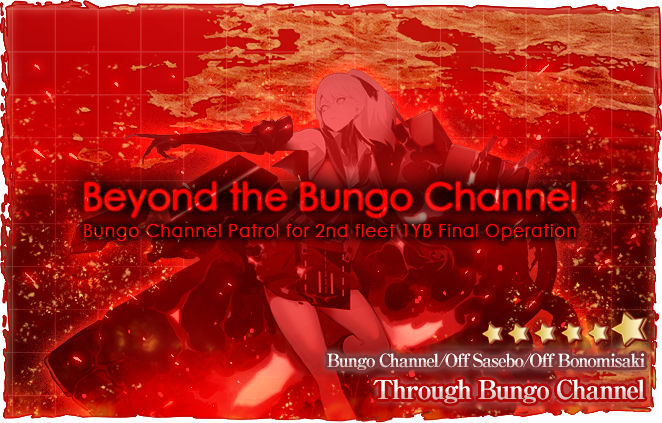 Beyond the Bungo Channel
Bungo Channel Patrol for 2nd fleet 1YB Final Operation
Bungo Channel/Off Sasebo/Off Bonomisaki
Through Bungo Channel